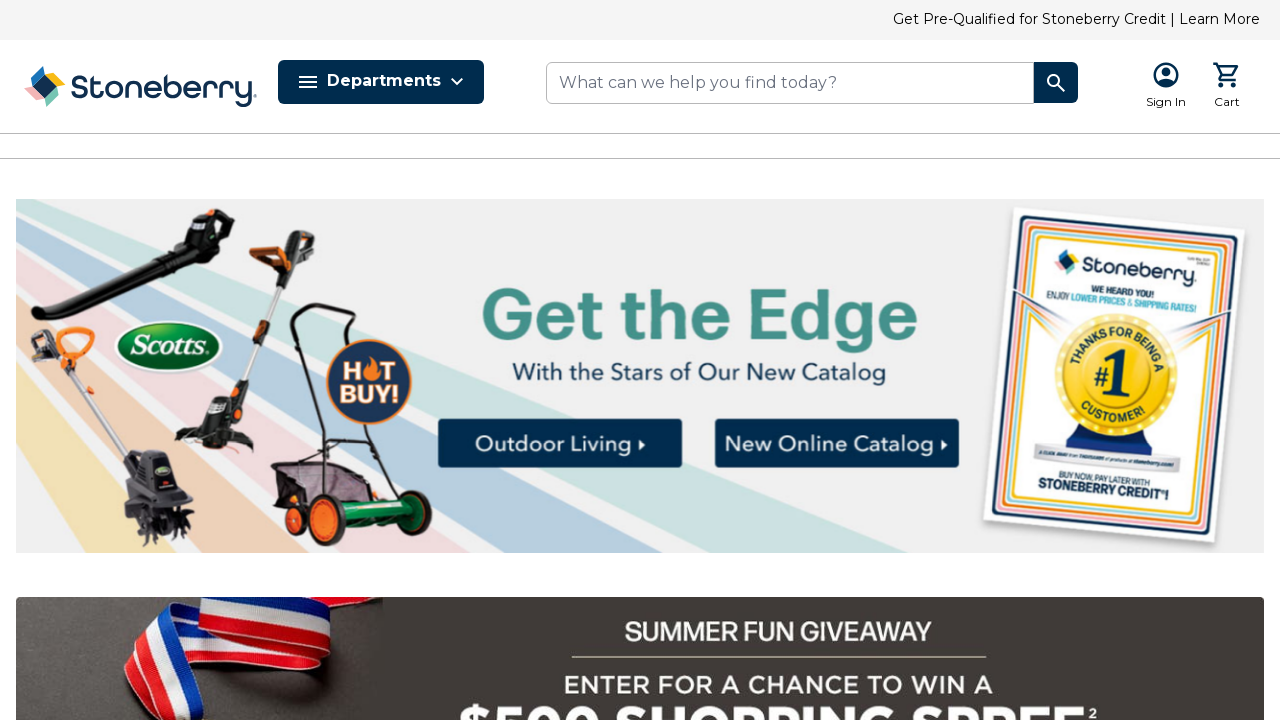 Get Pre-Qualified for Stoneberry Credit | Learn More
Stoneberry
Departments
What can we help you find today?
Sign In
Cart
Get the Edge
With the Stars of Our New Catalog
Outdoor Living
New Online Catalog
Scotts
HOT
BUY!
Stoneberry
WE HEARD YOU!
ENJOY LOWER PRICES & SHIPPING RATES!
THANKS FOR BEING A
#1
CUSTOMER!
BUY NOW, PAY LATER WITH
STONEBERRY CREDIT
SUMMER FUN GIVEAWAY
ENTER FOR A CHANCE TO WIN A
$500 SHOPPING SPREE²